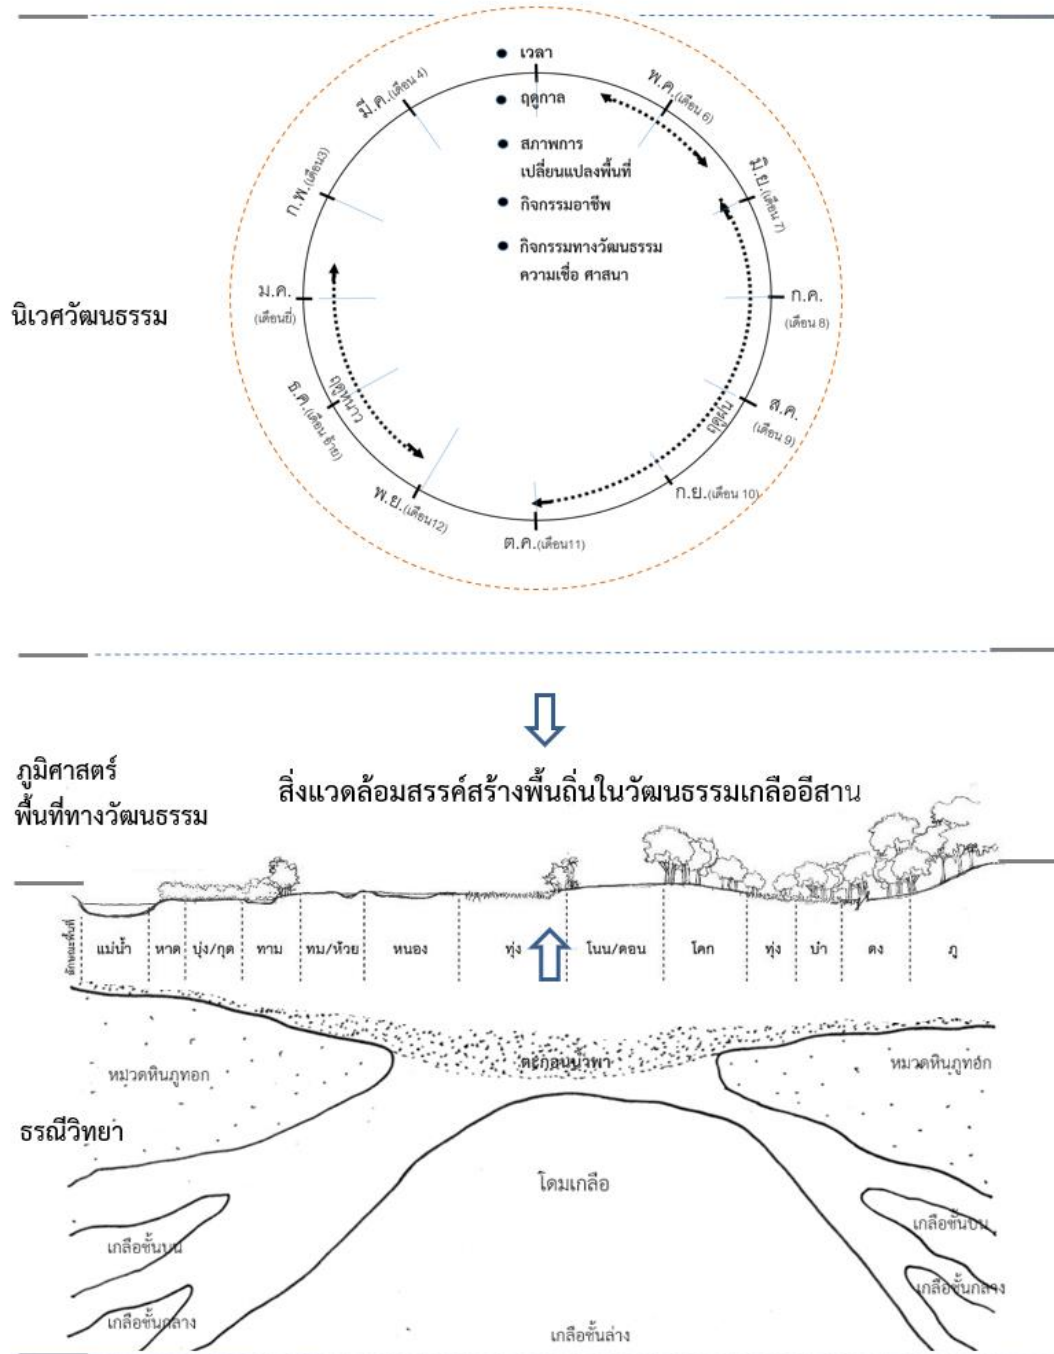 เวลา
ฤดูกาล
สภาพการ
เปลี่ยนแปลงพื้นที่
กิจกรรมอาชีพ
กิจกรรมทางวัฒนธรรม
ความเชื่อ ศาสนา
มี.ค.(เดือน 4)
พ.ค.(เดือน 6)
ก.พ.(เดือน3)
มิ.ย.(เดือน 7)
ม.ค.
(เดือนยี่)
ก.ค.
(เดือน 8)
นิเวศวัฒนธรรม
ธ.ค.(เดือน อ้าย)
ฤดูหนาว
ฤดูฝน
ส.ค.
(เดือน 9)
พ.ย.(เดือน12)
ก.ย.(เดือน 10)
ต.ค.(เดือน11)
ภูมิศาสตร์
พื้นที่ทางวัฒนธรรม
สิ่งแวดล้อมสรรค์สร้างพื้นถิ่นในวัฒนธรรมเกลืออีสาน
ลักษณะพื้นที่
แม่น้ำ หาด บุ่ง/กุด ทาม ทม/ห้วย หนอง ทุ่ง โนน/ดอน โคก ทุ่ง บ๋า ดง ภู
ตะกอนน้ำพา
หมวดหินภูทอก
หมวดหินภูทอก
ธรณีวิทยา
โดมเกลือ
เกลือชั้นบน
เกลือชั้นบน
เกลือชั้นกลาง
เกลือชั้นกลาง
เกลือชั้นล่าง